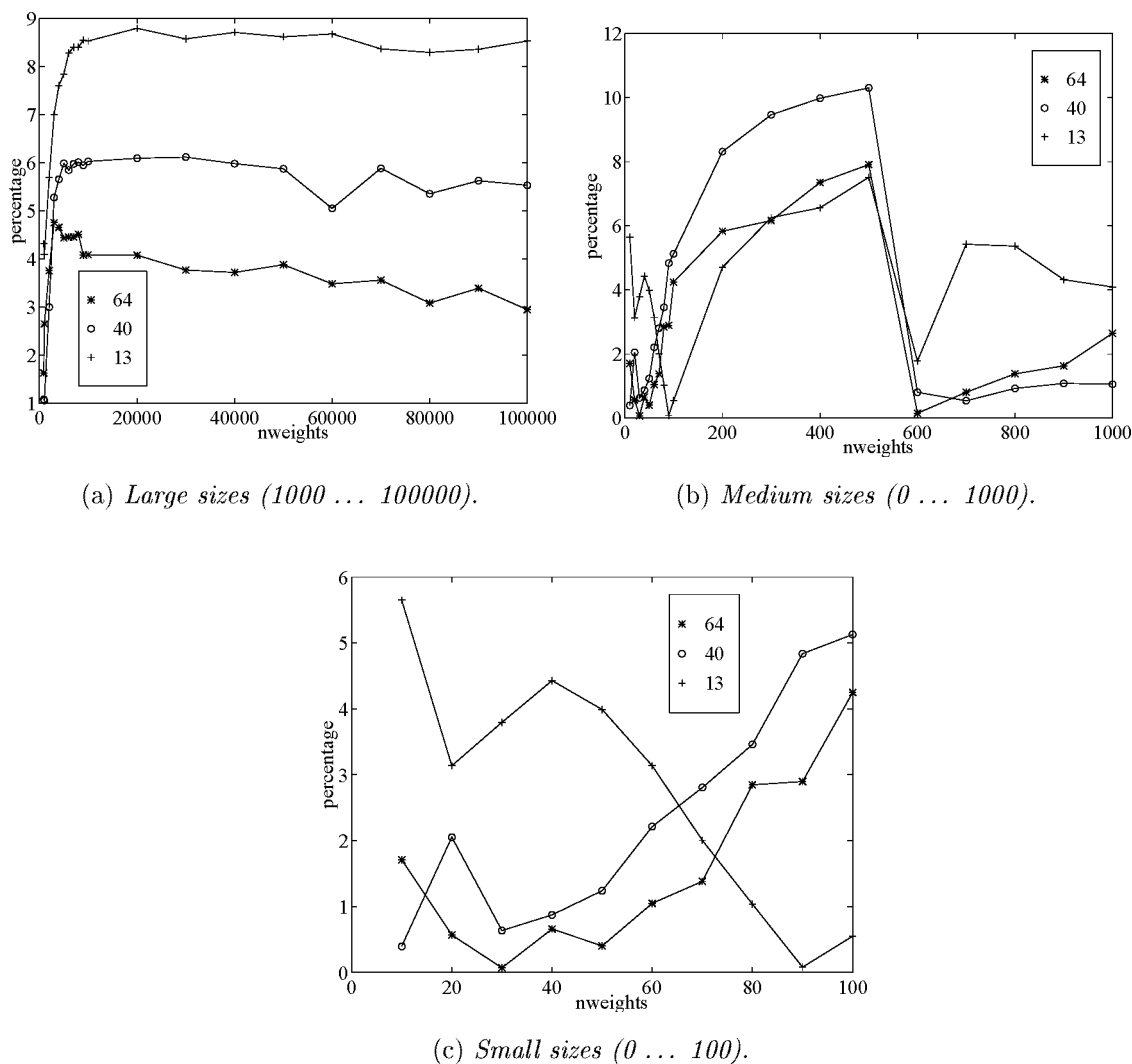 9
8
7
6
5
4
3
2
1
percentage
64
40
13
0 20000 40000 60000 80000 100000
nweights
(a) Large sizes (1000 ... 100000).
12
10
8
6
4
2
0
percentage
64
40
13
0 200 400 600 800 1000
nweights
(b) Medium sizes (0 ... 1000).
6
5
4
3
2
1
0
percentage
64
40
13
20 40 60 80 100
nweights
(c) Small sizes (0 ... 100).